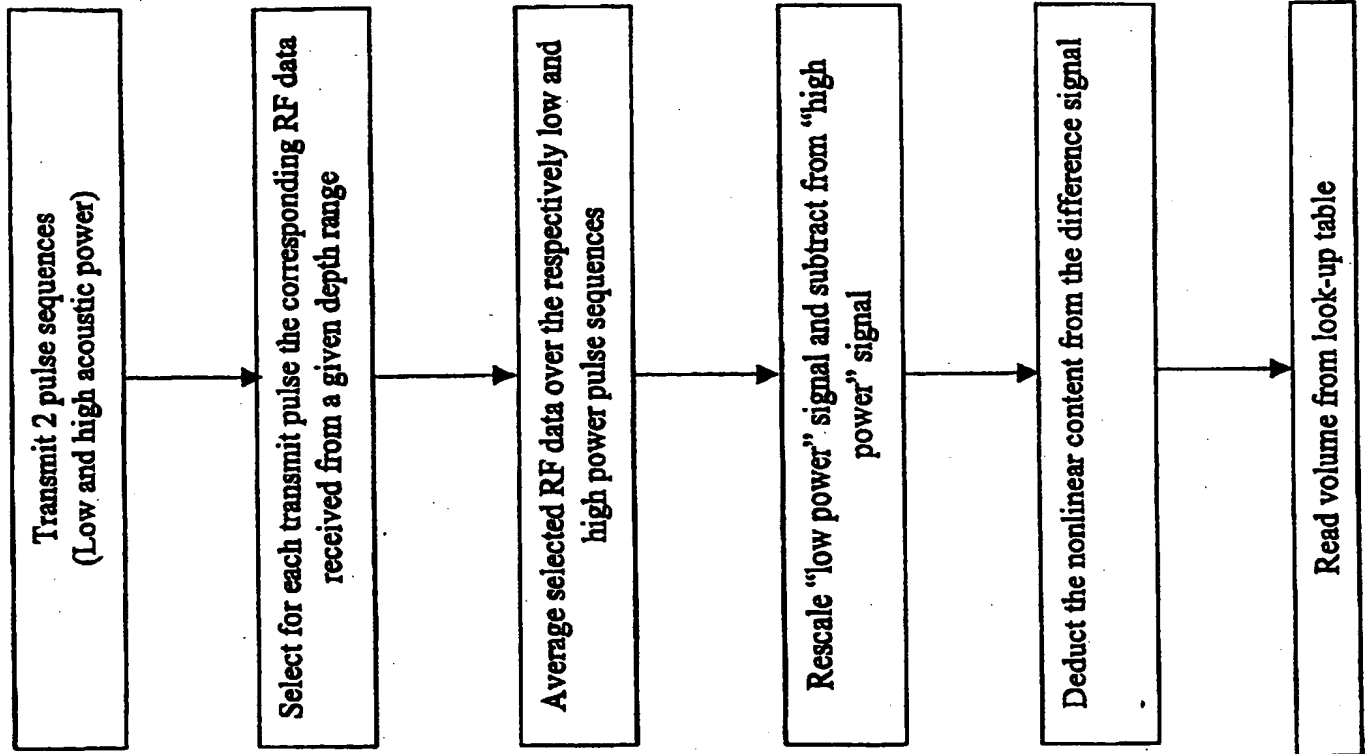 Transmit 2 pulse sequences
(Low and high acoustic power)
Select for each transmit pulse the corresponding RF data
received from a given depth range
Average selected RF data over the respectively low and
high power pulse sequences
Rescale “low power” signal and subtract from “high
power” signal
Deduct the nonlinear content from the difference signal
Read volume from look-up table